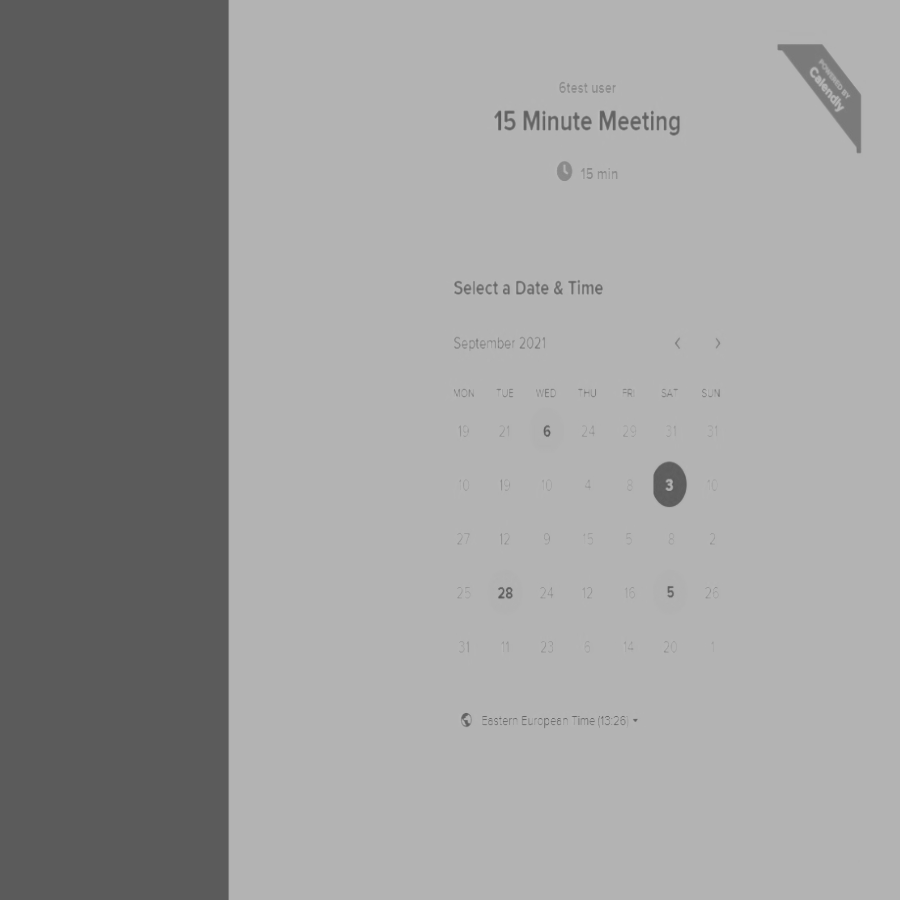 POWERED BY
Calendly
6test user
15 Minute Meeting
15 min
Select a Date & Time
September 2021
MON TUE WED THU FRI SAT SUN
19 21 6 24 29 31 31
10 19 10 4 8 3 10
27 12 9 15 5 8 2
25 28 24 12 16 5 26
31 11 23 6 14 20 1
Eastern European Time (13:26)